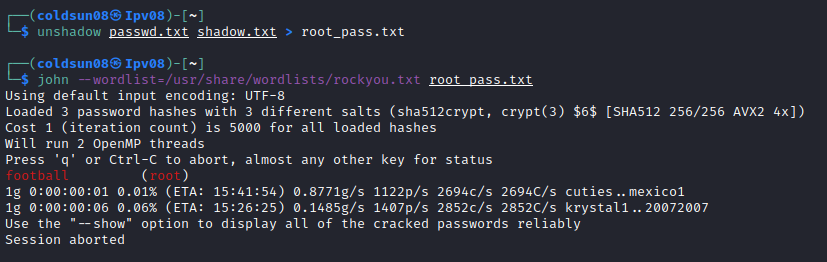 ┌──(coldsun08㉿Ipv08)-[~]
└─$ unshadow passwd.txt shadow.txt > root_pass.txt
┌──(coldsun08㉿Ipv08)-[~]
└─$ john --wordlist=/usr/share/wordlists/rockyou.txt root_pass.txt
Using default input encoding: UTF-8
Loaded 3 password hashes with 3 different salts (sha512crypt, crypt(3) $6$ [SHA512 256/256 AVX2 4x])
Cost 1 (iteration count) is 5000 for all loaded hashes
Will run 2 OpenMP threads
Press 'q' or Ctrl-C to abort, almost any other key for status
football         (root)
1g 0:00:00:01 0.01% (ETA: 15:41:54) 0.8771g/s 1122p/s 2694c/s 2694C/s cuties..mexico1
1g 0:00:00:06 0.06% (ETA: 15:26:25) 0.1485g/s 1407p/s 2852c/s 2852C/s krystal1..20072007
Use the "--show" option to display all of the cracked passwords reliably
Session aborted